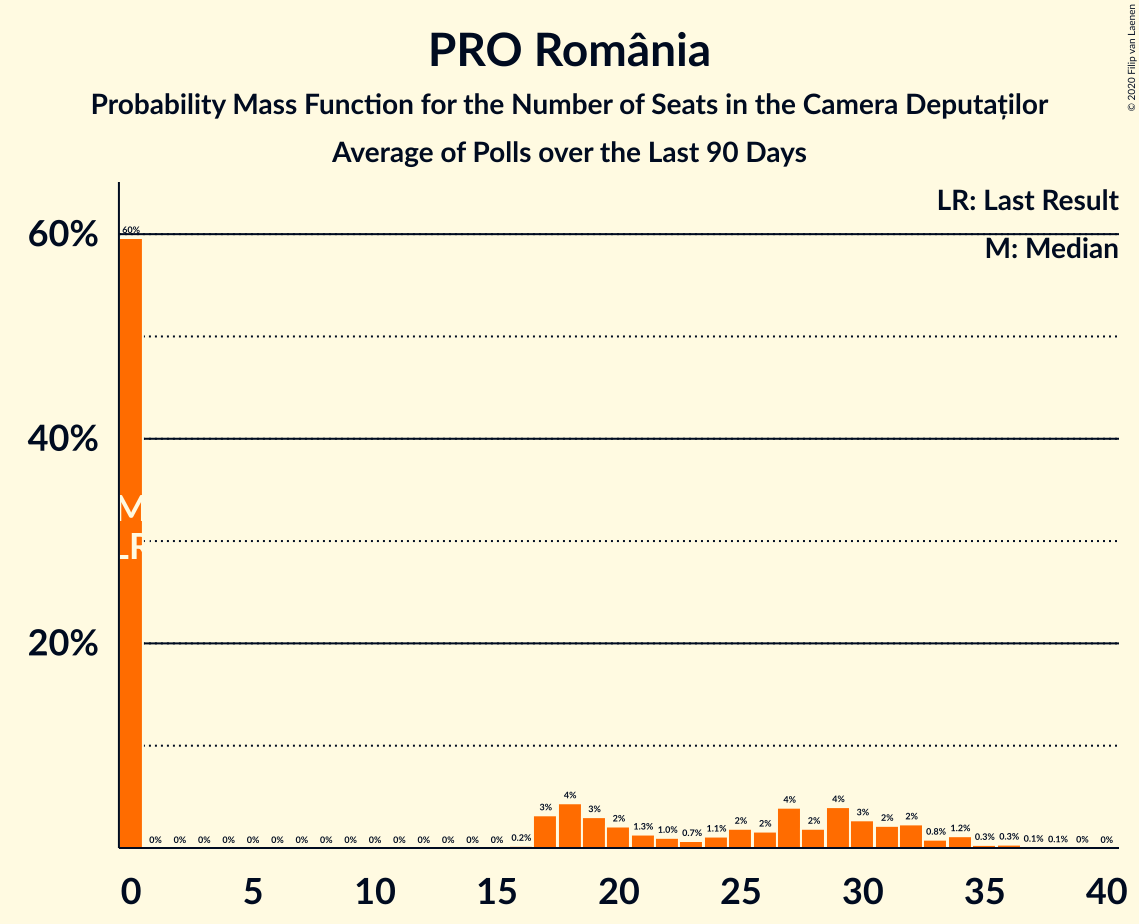 PRO România
Probability Mass Function for the Number of Seats in the Camera Deputaților
Average of Polls over the Last 90 Days
© 2020 Filip van Laenen
LR: Last Result
M: Median
60%
40%
20%
M
LR
60% 0% 0% 0% 0% 0% 0% 0% 0% 0% 0% 0% 0% 0% 0% 0% 0.2% 3% 4% 3% 2% 1.3% 1.0% 0.7% 1.1% 2% 2% 4% 2% 4% 3% 2% 2% 0.8% 1.2% 0.3% 0.3% 0.1% 0.1% 0% 0%
0 5 10 15 20 25 30 35 40